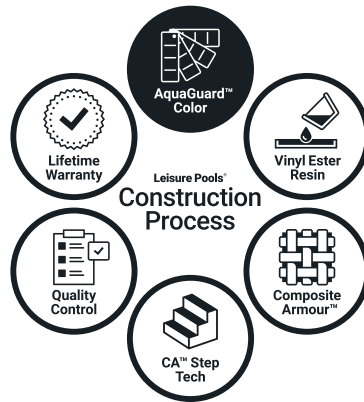 AquaGuard™
Color
Lifetime
Warranty
Vinyl Ester
Resin
Leisure Pools®
Construction
Process
Quality
Control
Composite
Armour™
CA™ Step
Tech